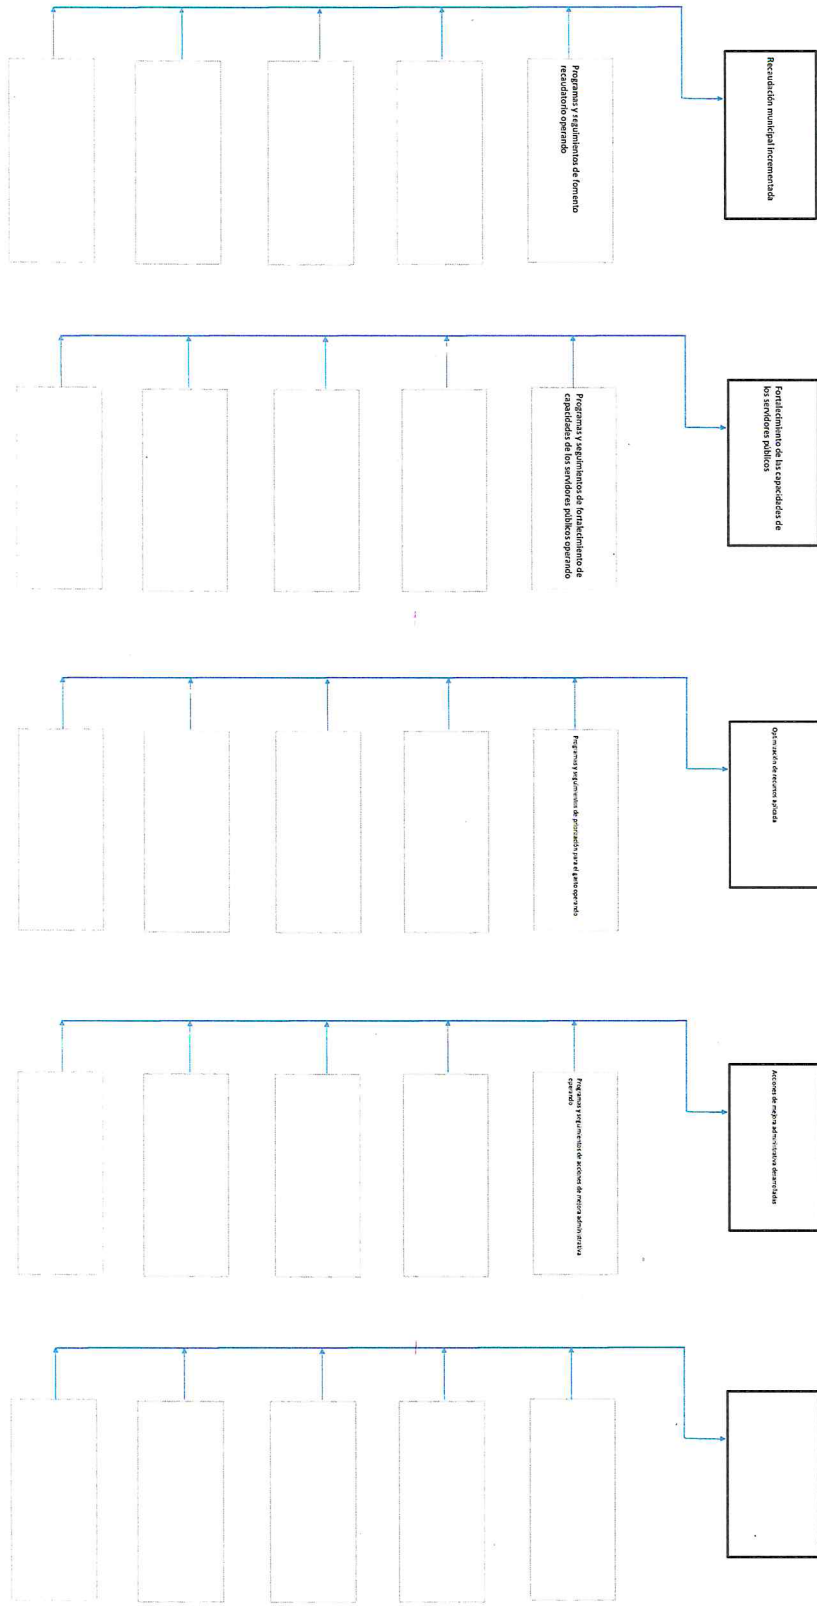 Recaudación municipal incrementada
Programas y seguimientos de fomento
recaudatorio operando
Fortalecimiento de las capacidades de
los servidores públicos
Programas y seguimientos de fortalecimiento de
capacidades de los servidores públicos operando
Optimización de recursos aplicada
Programas y seguimientos de priorización para el gasto operando
Acciones de mejora administrativa desarrolladas
Programas y seguimientos de acciones de mejora administrativa
operando